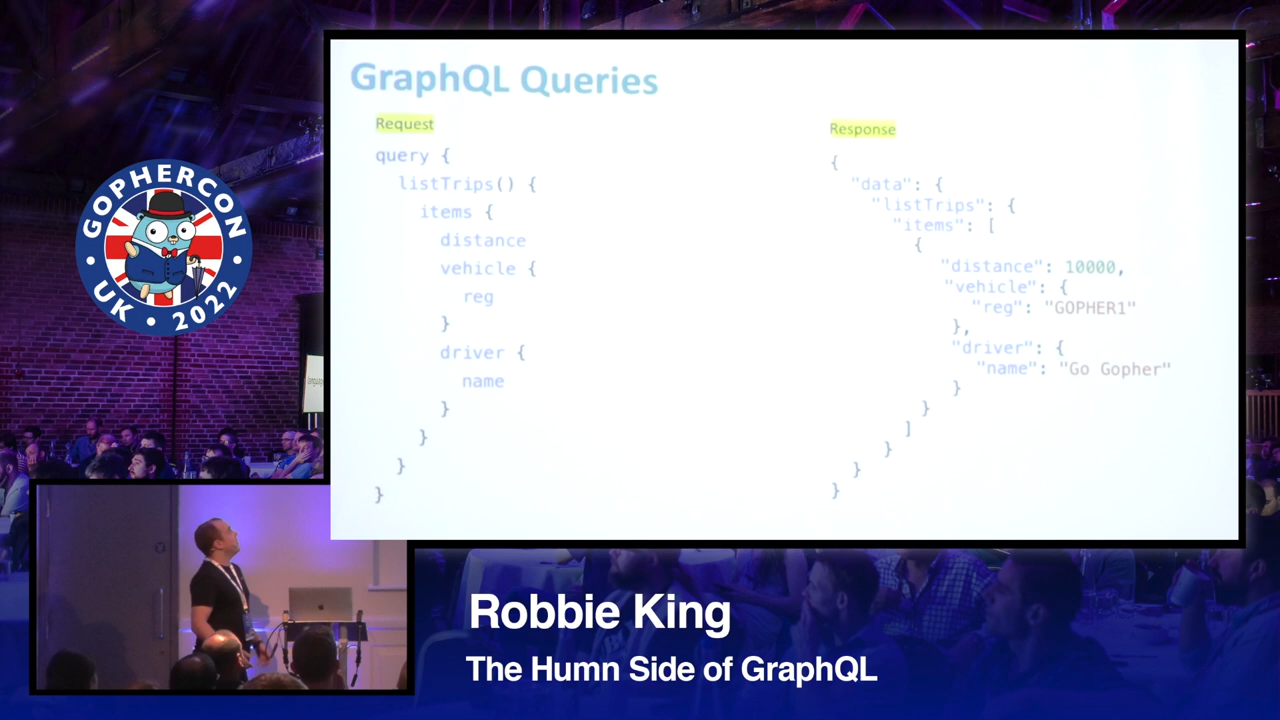 GraphQL Queries
Request
query {
listTrips() {
items {
distance
vehicle {
reg
}
driver {
name
}
}
}
}
Response
{
"data": {
"listTrips": {
"items": [
{
"distance": 10000,
"vehicle": {
"reg": "GOPHER1"
},
"driver": {
"name": "Go Gopher"
}
}
]
}
}
}
GOPHERCON
UK • 2022
Robbie King
The Humn Side of GraphQL